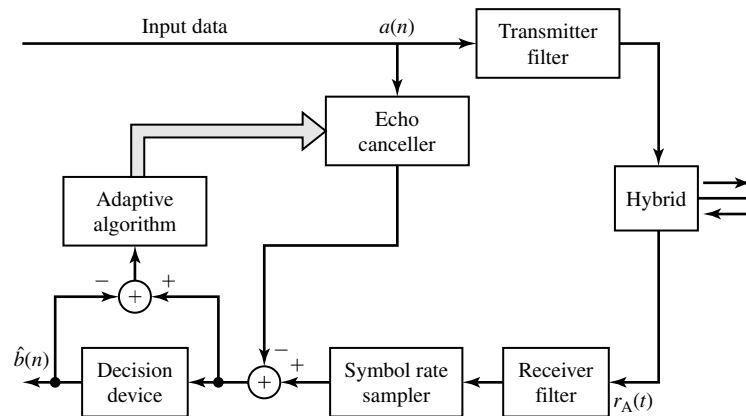 Input data
a(n)
Transmitter
filter
Echo
canceller
Hybrid
Adaptive
algorithm
− + +
b̂(n)
Decision
device
−
+ +
Symbol rate
sampler
Receiver
filter
r_A(t)